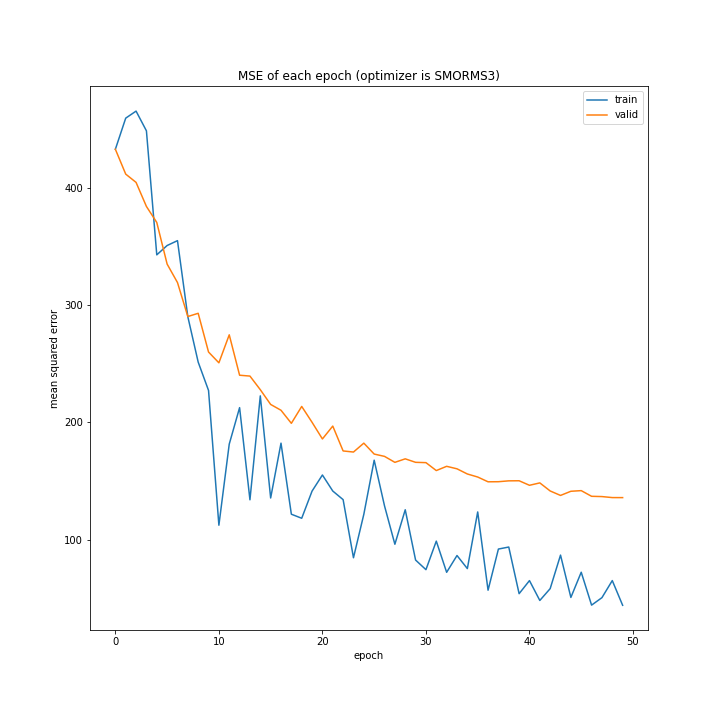 MSE of each epoch (optimizer is SMORMS3)
train
valid
mean squared error
400
300
200
100
0
10
20
30
40
50
epoch